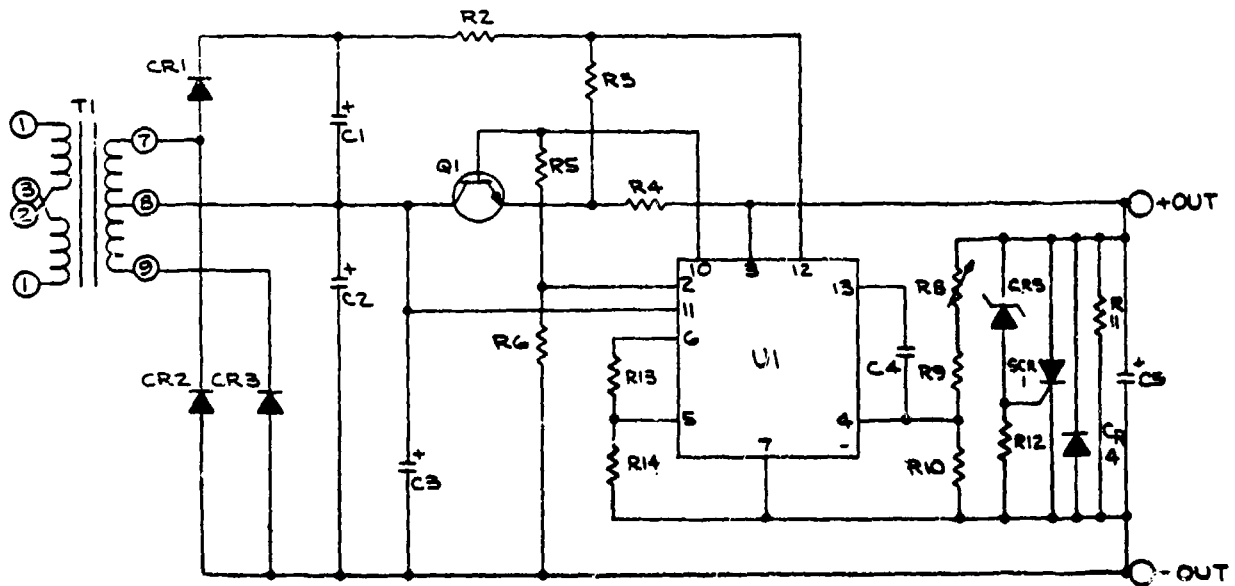 R2
CR1
R3
T1
1
7
+
C1
Q1
R5
3
2
8
R4
+OUT
1
9
10
3
12
2
13
R8
CR5
R
11
+
C2
11
6
U1
C4
R9
SCR
1
+
C5
R6
R13
CR2
CR3
5
4
R14
7
-
R10
R12
CR
4
+
C3
-OUT